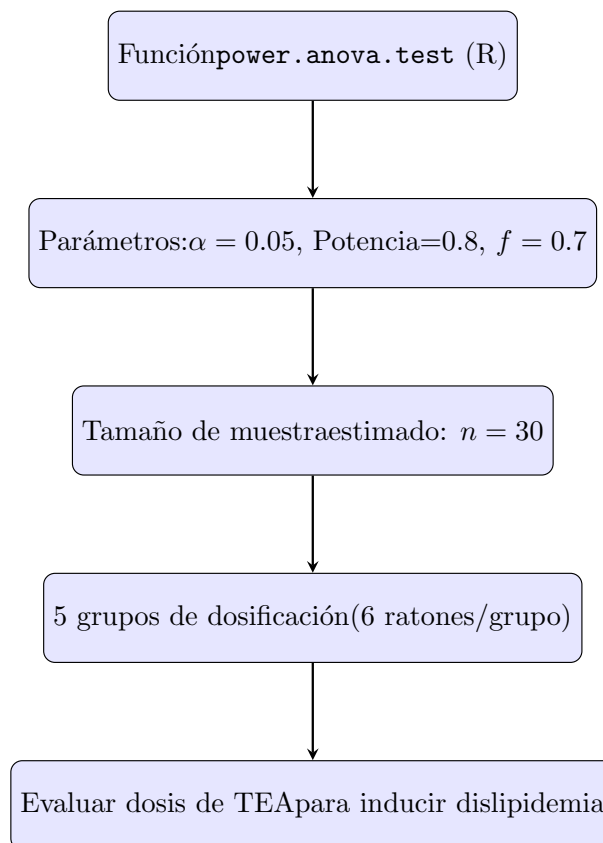 Funciónpower.anova.test (R)
Parámetros:α = 0.05, Potencia=0.8, f = 0.7
Tamaño de muestraestimado: n = 30
5 grupos de dosificación(6 ratones/grupo)
Evaluar dosis de TEApara inducir dislipidemia